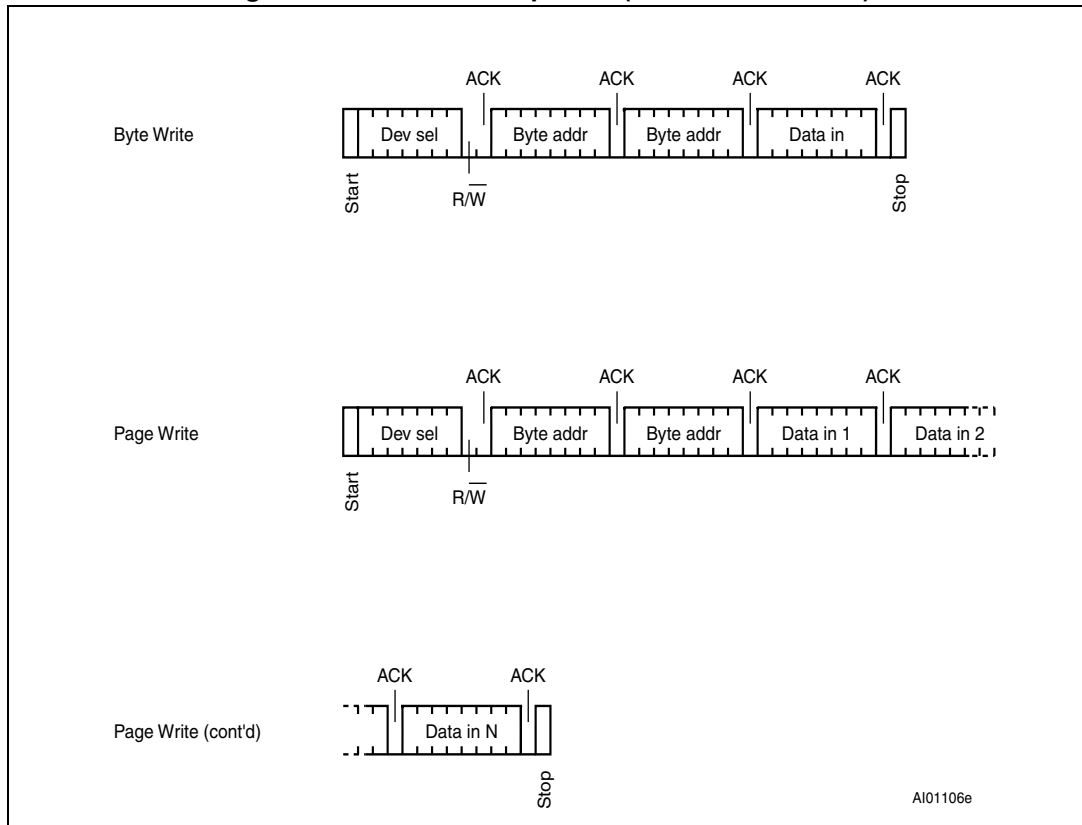 ACK ACK ACK ACK
Byte Write
Dev sel Byte addr Byte addr Data in
Start
R/W̅
Stop
ACK ACK ACK ACK
Page Write
Dev sel Byte addr Byte addr Data in 1 Data in 2
Start
R/W̅
ACK ACK
Page Write (cont'd)
Data in N
Stop
AI01106e